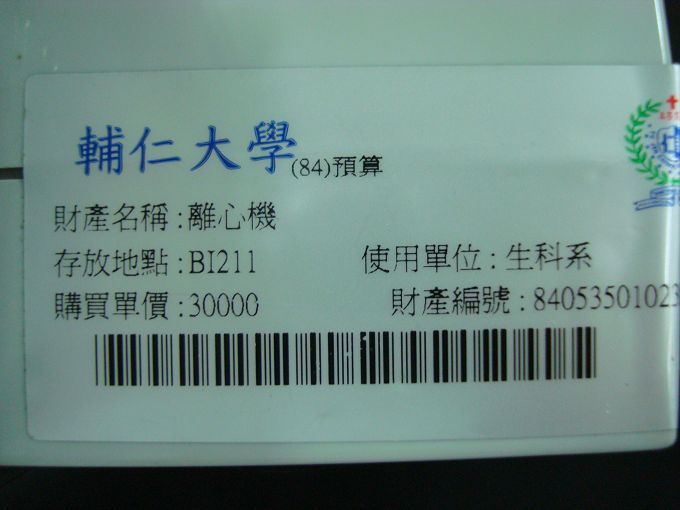 輔仁大學(84)預算
財產名稱:離心機
存放地點:BI211 使用單位:生科系
購買單價:30000 財產編號:84053501023